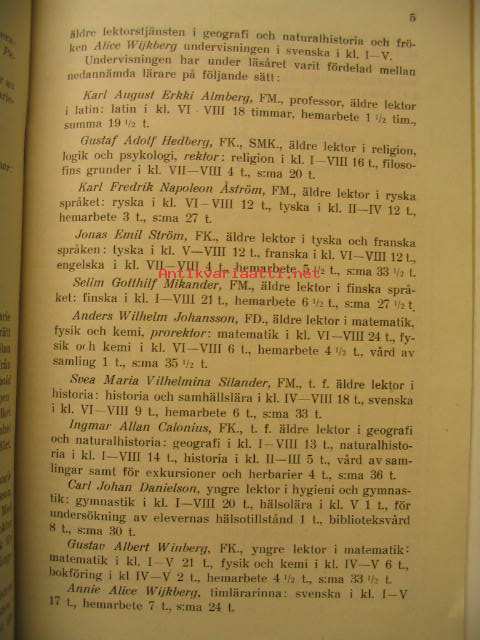 5
äldre lektorstjänsten i geografi och naturalhistoria och frö-
ken Alice Wijkberg undervisningen i svenska i kl. I—V.
Undervisningen har under läsåret varit fördelad mellan
nedannämda lärare på följande sätt:
Karl August Erkki Almberg, FM., professor, äldre lektor
i latin: latin i kl. VI-VIII 18 timmar, hemarbete 1 1/2 tim.,
summa 19 1/2 t.
Gustaf Adolf Hedberg, FK., SMK., äldre lektor i religion,
logik och psykologi, rektor: religion i kl. I—VIII 16 t., filoso-
fins grunder i kl. VII—VIII 4 t., s:ma 20 t.
Karl Fredrik Napoleon Åström, FM., äldre lektor i ryska
språket: ryska i kl. VI—VIII 12 t., tyska i kl. II—IV 12 t.,
hemarbete 3 t., s:ma 27 t.
Jonas Emil Ström, FK., äldre lektor i tyska och franska
språken: tyska i kl. V—VIII 12 t., franska i kl. VI—VIII 12 t.,
engelska i kl. VII—VIII 4 t., hemarbete 5 1/2 t., s:ma 33 1/2 t.
Antikvariaatti.net
Selim Gotthilf Mikander, FM., äldre lektor i finska språ-
ket: finska i kl. I—VIII 21 t., hemarbete 6 1/2 t., s:ma 27 1/2 t.
Anders Wilhelm Johansson, FD., äldre lektor i matematik,
fysik och kemi, prorektor: matematik i kl. VI—VIII 24 t., fy-
sik och kemi i kl. VI—VIII 6 t., hemarbete 4 1/2 t., vård av
samling 1 t., s:ma 35 1/2 t.
Svea Maria Vilhelmina Silander, FM., t. f. äldre lektor i
historia: historia och samhällslära i kl. IV—VIII 18 t., svenska
i kl. VI—VIII 9 t., hemarbete 6 t., s:ma 33 t.
Ingmar Allan Calonius, FK., t. f. äldre lektor i geografi
och naturalhistoria: geografi i kl. I—VIII 13 t., naturalhisto-
ria i kl. I—VIII 14 t., historia i kl. II—III 5 t., vård av sam-
lingar samt för exkursioner och herbarier 4 t., s:ma 36 t.
Carl Johan Danielson, yngre lektor i hygieni och gymnas-
tik: gymnastik i kl. I—VIII 20 t., hälsolära i kl. V 1 t., för
undersökning av elevernas hälsotillstånd 1 t., biblioteksvård
8 t., s:ma 30 t.
Gustav Albert Winberg, FK., yngre lektor i matematik:
matematik i kl. I—V 21 t., fysik och kemi i kl. IV—V 6 t.,
bokföring i kl IV—V 2 t., hemarbete 4 1/2 t., s:ma 33 1/2 t.
Annie Alice Wijkberg, timlärarinna: svenska i kl. I—V
17 t., hemarbete 7 t., s:ma 24 t.